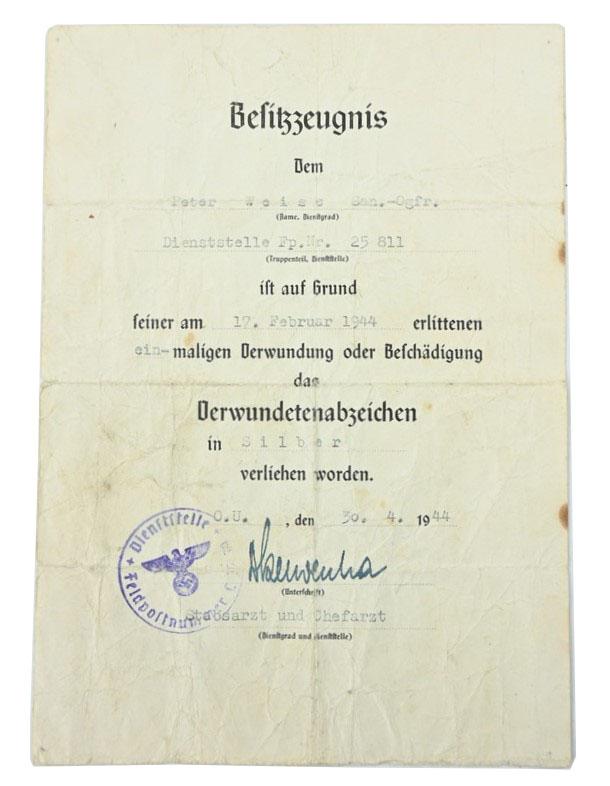 Besitzzeugnis
Dem
Peter Weise San.-Ogfr.
(Name, Dienstgrad)
Dienststelle Fp.Nr. 25 811
(Truppenteil, Dienststelle)
ist auf Grund
seiner am 17. Februar 1944 erlittenen
ein-maligen Verwundung oder Beschädigung
das
Verwundetenabzeichen
in Silber
verliehen worden.
O.U. , den 30. 4. 1944
Dienststelle
Feldpostnummer
(Unterschrift)
Stabsarzt und Chefarzt
(Dienstgrad und Dienststelle)